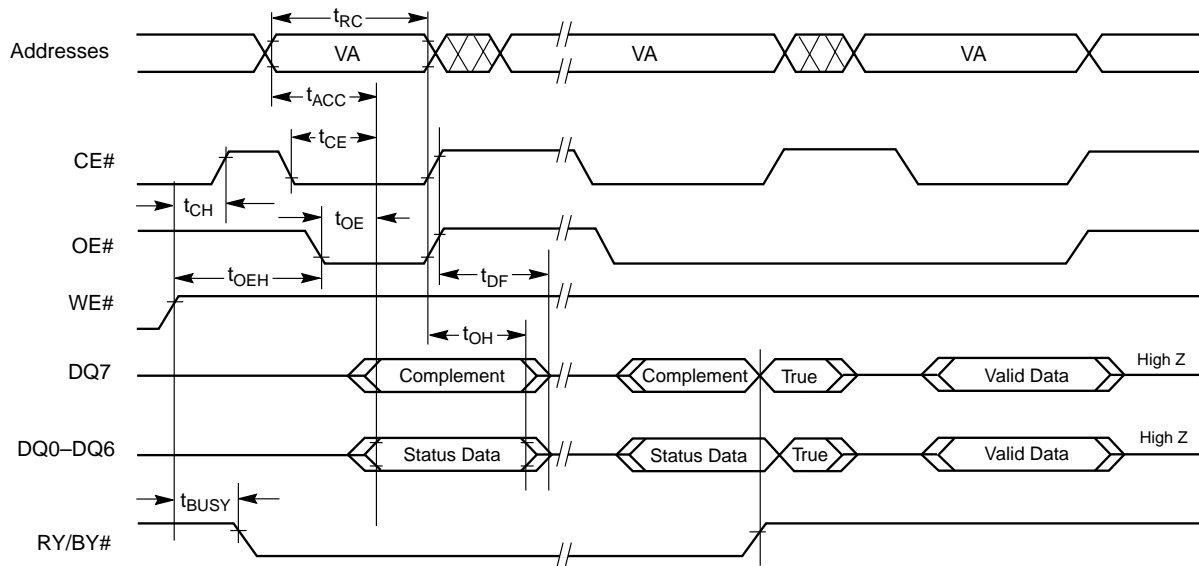 tRC
Addresses VA VA VA
tACC
tCE
CE#
tCH tOE
OE#
tOEH tDF
WE#
tOH
DQ7 Complement Complement True Valid Data High Z
DQ0–DQ6 Status Data Status Data True Valid Data High Z
tBUSY
RY/BY#